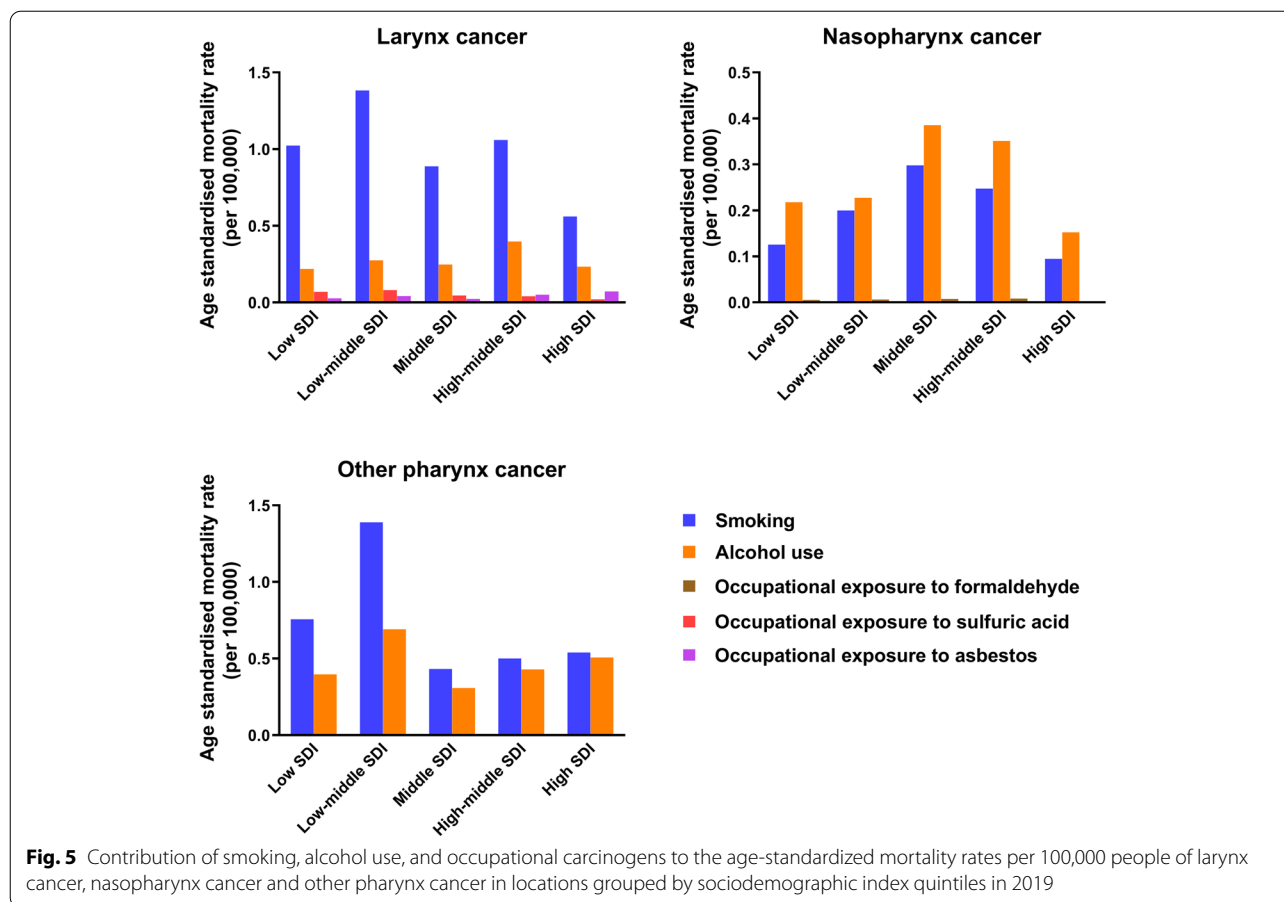 Larynx cancer
Age standardised mortality rate
(per 100,000)
1.5
1.0
0.5
0.0
Low SDI
Low-middle SDI
Middle SDI
High-middle SDI
High SDI
Nasopharynx cancer
Age standardised mortality rate
(per 100,000)
0.5
0.4
0.3
0.2
0.1
0.0
Low SDI
Low-middle SDI
Middle SDI
High-middle SDI
High SDI
Other pharynx cancer
Age standardised mortality rate
(per 100,000)
1.5
1.0
0.5
0.0
Low SDI
Low-middle SDI
Middle SDI
High-middle SDI
High SDI
Smoking
Alcohol use
Occupational exposure to formaldehyde
Occupational exposure to sulfuric acid
Occupational exposure to asbestos
Fig. 5 Contribution of smoking, alcohol use, and occupational carcinogens to the age-standardized mortality rates per 100,000 people of larynx
cancer, nasopharynx cancer and other pharynx cancer in locations grouped by sociodemographic index quintiles in 2019